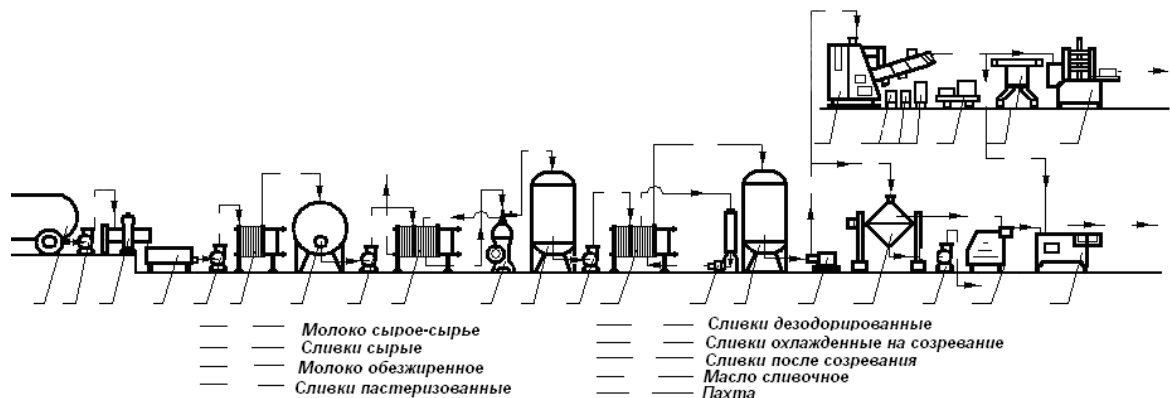 Молоко сырое-сырье
Сливки сырые
Молоко обезжиренное
Сливки пастеризованные
Сливки дезодорированные
Сливки охлажденные на созревание
Сливки после созревания
Масло сливочное
Пахта